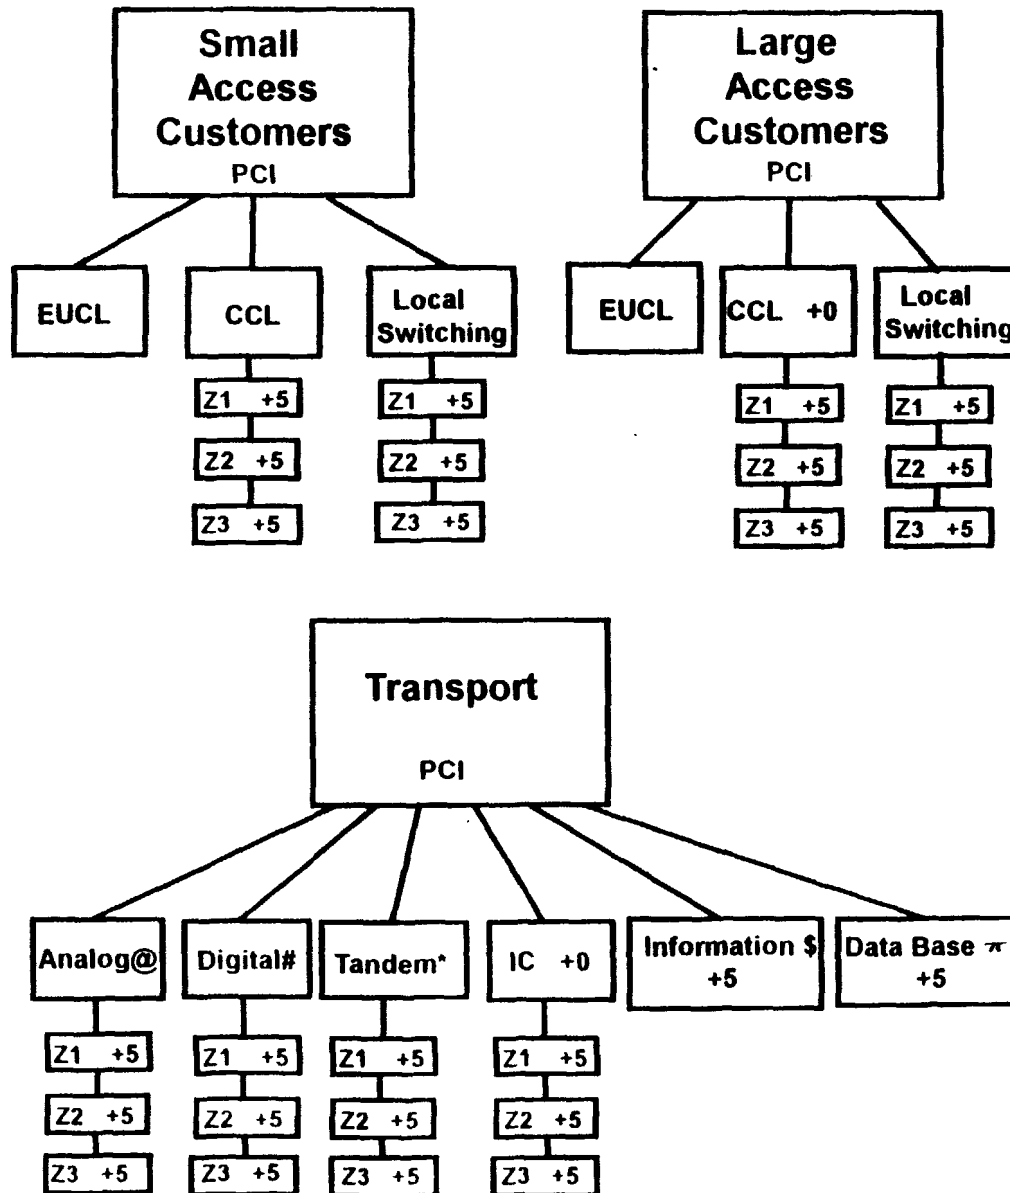 Small
Access
Customers
PCI
Large
Access
Customers
PCI
EUCL
CCL
Local
Switching
EUCL
CCL +0
Local
Switching
Z1 +5
Z1 +5
Z1 +5
Z1 +5
Z2 +5
Z2 +5
Z2 +5
Z2 +5
Z3 +5
Z3 +5
Z3 +5
Z3 +5
Transport
PCI
Analog@
Digital#
Tandem*
IC +0
Information $
+5
Data Base π
+5
Z1 +5
Z1 +5
Z1 +5
Z1 +5
Z2 +5
Z2 +5
Z2 +5
Z2 +5
Z3 +5
Z3 +5
Z3 +5
Z3 +5